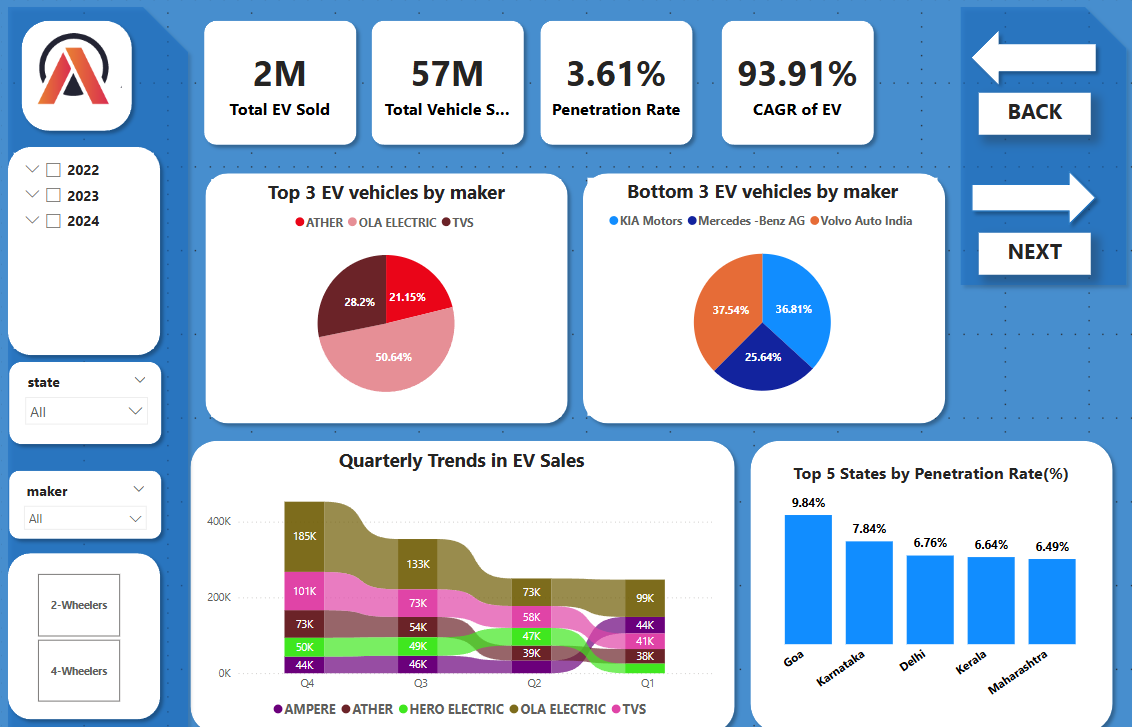 2M
Total EV Sold
57M
Total Vehicle S...
3.61%
Penetration Rate
93.91%
CAGR of EV
BACK
NEXT
2022
2023
2024
state
All
maker
All
2-Wheelers
4-Wheelers
Top 3 EV vehicles by maker
ATHER OLA ELECTRIC TVS
28.2%
21.15%
50.64%
Bottom 3 EV vehicles by maker
KIA Motors Mercedes -Benz AG Volvo Auto India
37.54%
36.81%
25.64%
Quarterly Trends in EV Sales
400K
200K
0K
185K
101K
73K
50K
44K
133K
73K
54K
49K
46K
73K
58K
47K
39K
99K
44K
41K
38K
Q4 Q3 Q2 Q1
AMPERE ATHER HERO ELECTRIC OLA ELECTRIC TVS
Top 5 States by Penetration Rate(%)
9.84%
7.84%
6.76%
6.64%
6.49%
Goa
Karnataka
Delhi
Kerala
Maharashtra